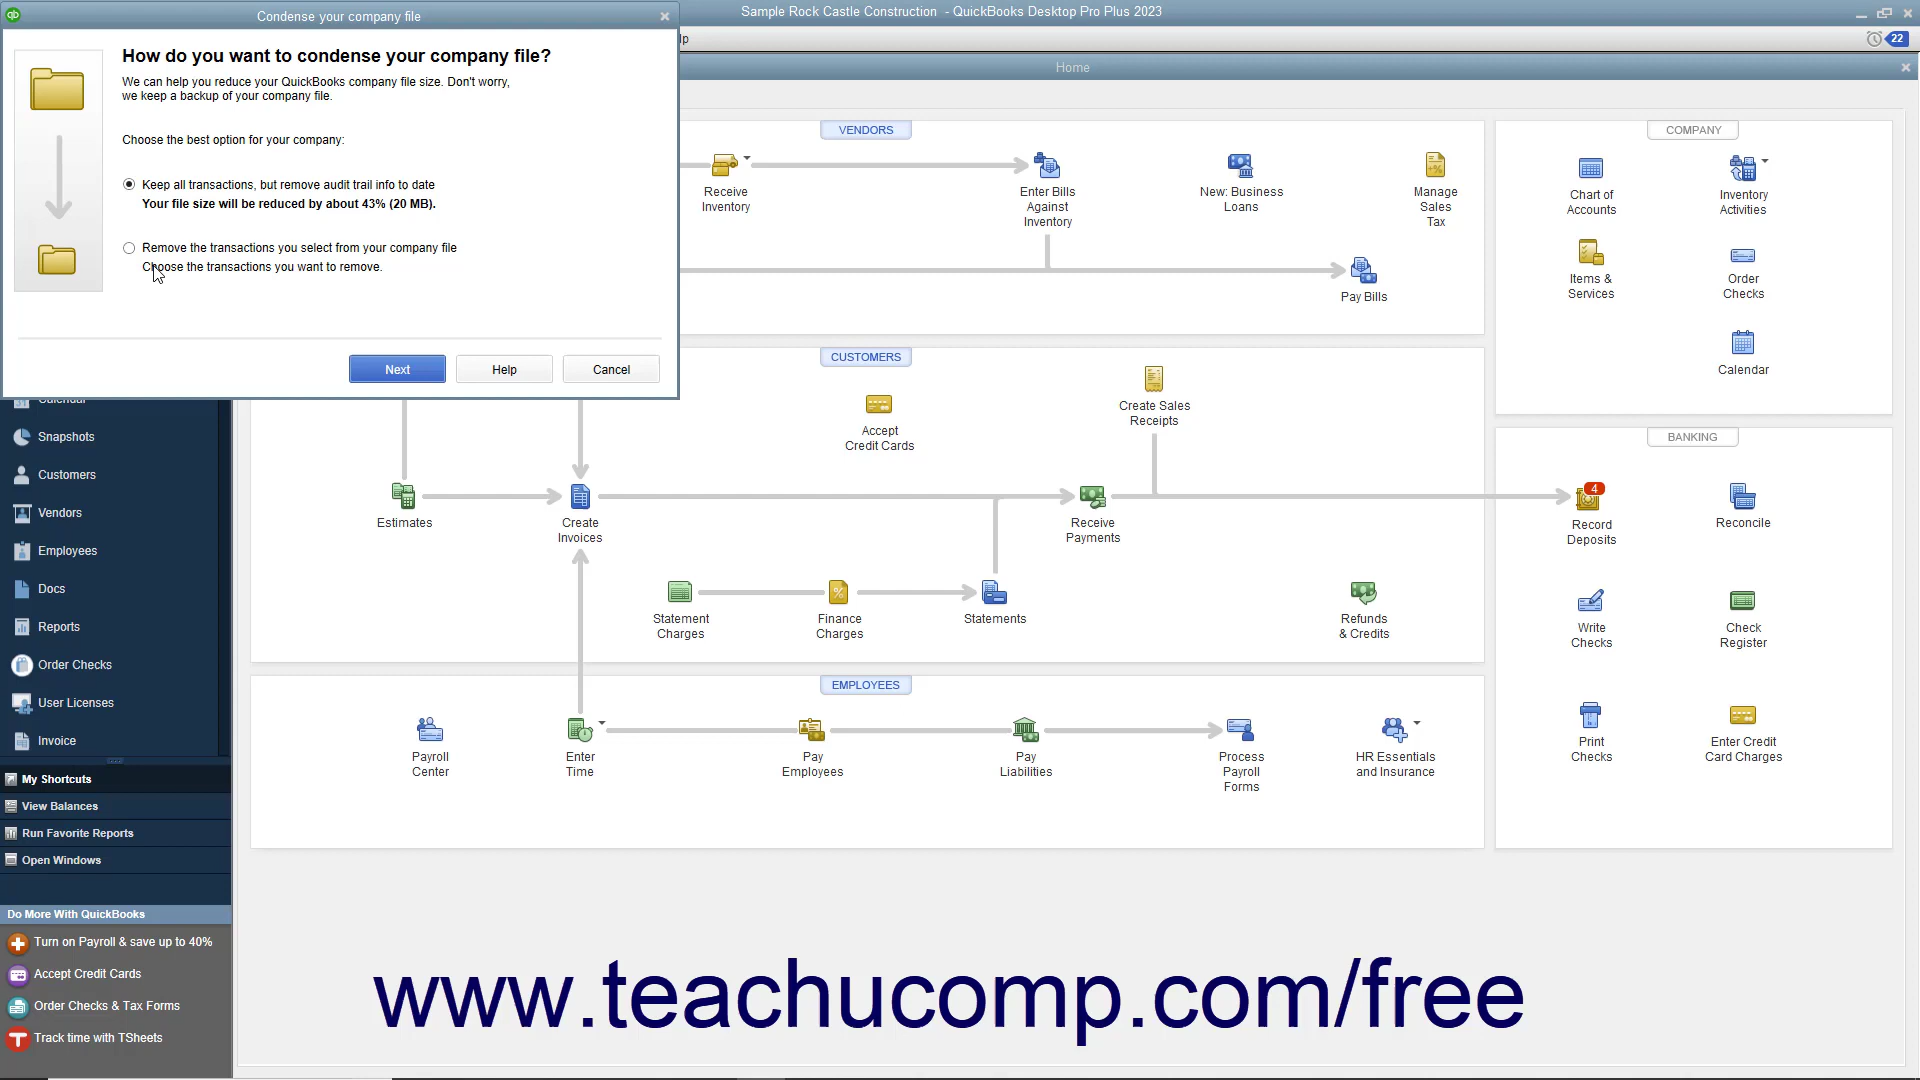 Condense your company file
Sample Rock Castle Construction - QuickBooks Desktop Pro Plus 2023
lp
22
Home
How do you want to condense your company file?
We can help you reduce your QuickBooks company file size. Don't worry,
we keep a backup of your company file.
Choose the best option for your company:
Keep all transactions, but remove audit trail info to date
Your file size will be reduced by about 43% (20 MB).
Remove the transactions you select from your company file
Choose the transactions you want to remove.
Next
Help
Cancel
VENDORS
Receive
Inventory
Enter Bills
Against
Inventory
New: Business
Loans
Manage
Sales
Tax
Pay Bills
COMPANY
Chart of
Accounts
Inventory
Activities
Items &
Services
Order
Checks
Calendar
CUSTOMERS
Accept
Credit Cards
Create Sales
Receipts
Estimates
Create
Invoices
Receive
Payments
Statement
Charges
Finance
Charges
Statements
Refunds
& Credits
BANKING
4
Record
Deposits
Reconcile
Write
Checks
Check
Register
Print
Checks
Enter Credit
Card Charges
EMPLOYEES
Payroll
Center
Enter
Time
Pay
Employees
Pay
Liabilities
Process
Payroll
Forms
HR Essentials
and Insurance
Calendar
Snapshots
Customers
Vendors
Employees
Docs
Reports
Order Checks
User Licenses
Invoice
My Shortcuts
View Balances
Run Favorite Reports
Open Windows
Do More With QuickBooks
Turn on Payroll & save up to 40%
Accept Credit Cards
Order Checks & Tax Forms
Track time with TSheets
www.teachucomp.com/free